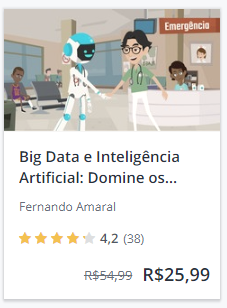 Emergência
Big Data e Inteligência
Artificial: Domine os...
Fernando Amaral
4,2 (38)
R$54,99 R$25,99